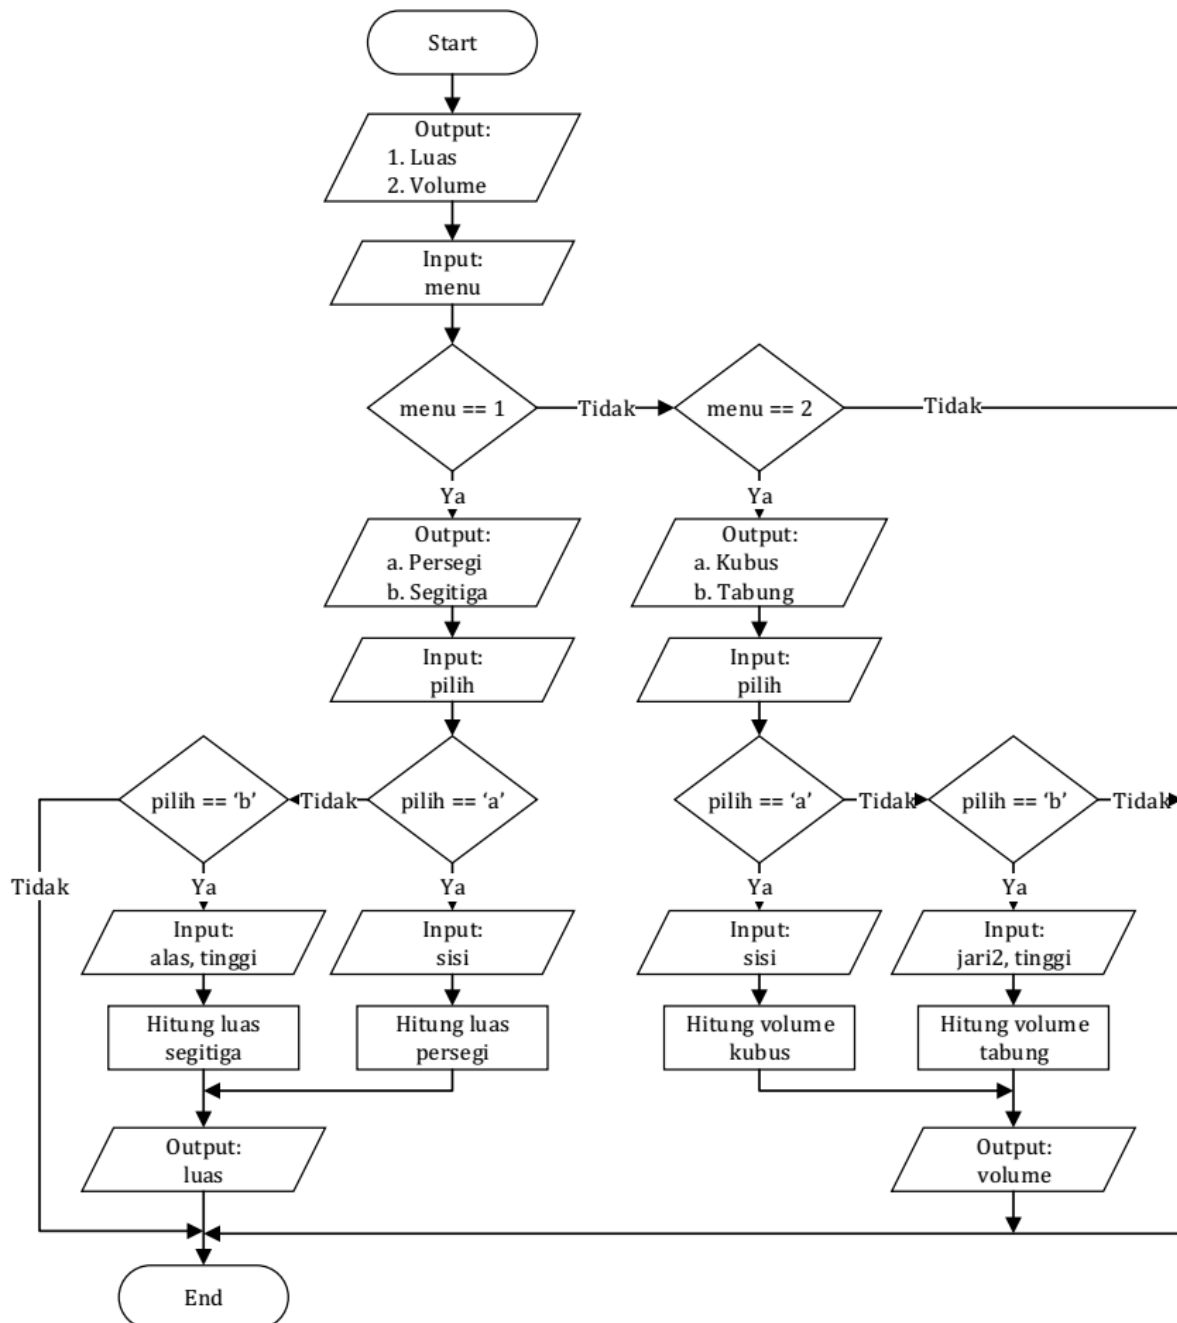 Start
Output:
1. Luas
2. Volume
Input:
menu
menu == 1
Tidak
menu == 2
Tidak
Ya
Ya
Output:
a. Persegi
b. Segitiga
Output:
a. Kubus
b. Tabung
Input:
pilih
Input:
pilih
pilih == ‘b’
Tidak
pilih == ‘a’
pilih == ‘a’
Tidak
pilih == ‘b’
Tidak
Tidak
Ya
Ya
Ya
Ya
Input:
alas, tinggi
Input:
sisi
Input:
sisi
Input:
jari2, tinggi
Hitung luas
segitiga
Hitung luas
persegi
Hitung volume
kubus
Hitung volume
tabung
Output:
luas
Output:
volume
End